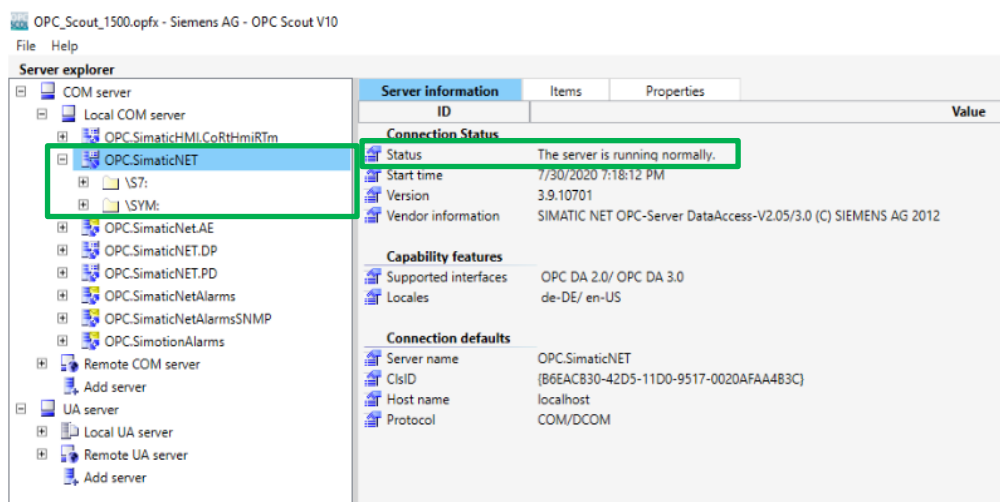 OPC_Scout_1500.opfx - Siemens AG - OPC Scout V10
File Help
Server explorer
COM server
Local COM server
OPC.SimaticHMI.CoRtHmiRTm
OPC.SimaticNET
\S7:
\SYM:
OPC.SimaticNet.AE
OPC.SimaticNET.DP
OPC.SimaticNET.PD
OPC.SimaticNetAlarms
OPC.SimaticNetAlarmsSNMP
OPC.SimotionAlarms
Remote COM server
Add server
UA server
Local UA server
Remote UA server
Add server
Server information Items Properties
ID Value
Connection Status
Status The server is running normally.
Start time 7/30/2020 7:18:12 PM
Version 3.9.10701
Vendor information SIMATIC NET OPC-Server DataAccess-V2.05/3.0 (C) SIEMENS AG 2012
Capability features
Supported interfaces OPC DA 2.0/ OPC DA 3.0
Locales de-DE/ en-US
Connection defaults
Server name OPC.SimaticNET
ClsID {B6EACB30-42D5-11D0-9517-0020AFAA4B3C}
Host name localhost
Protocol COM/DCOM